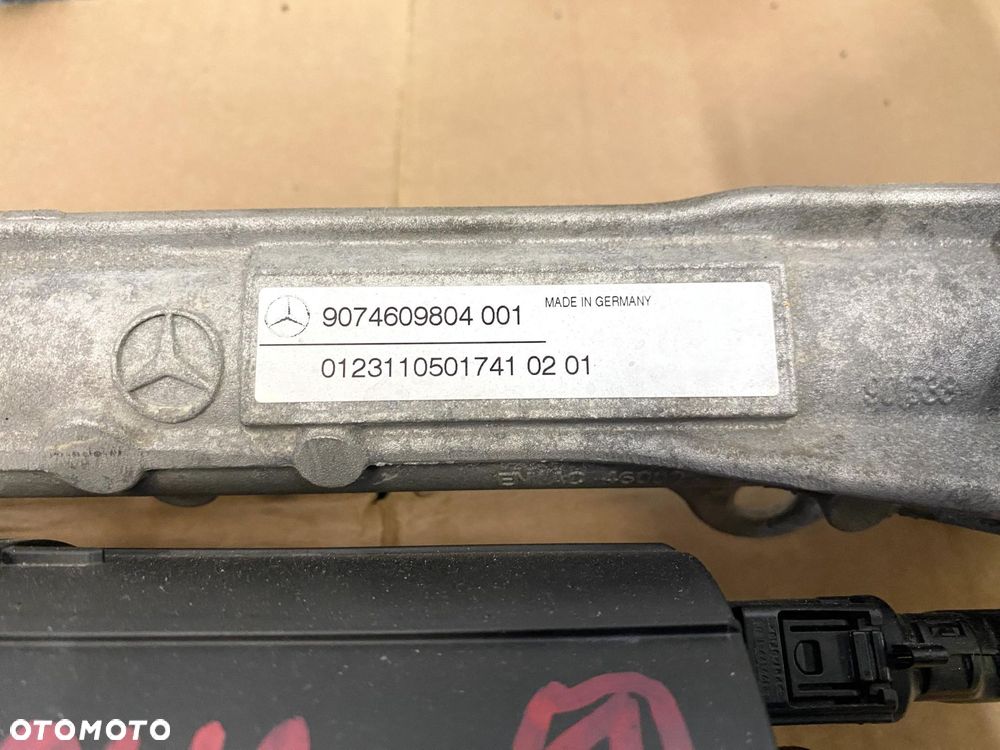 9074609804 001
MADE IN GERMANY
0123110501741 02 01
OTOMOTO